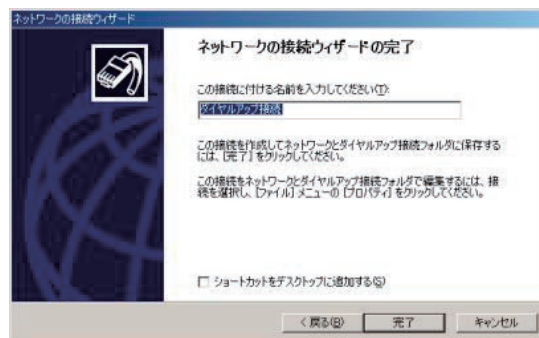 ネットワークの接続ウィザード
ネットワークの接続ウィザードの完了
この接続に付ける名前を入力してください(T):
ダイヤルアップ接続
この接続を作成してネットワークとダイヤルアップ接続フォルダに保存する
には、[完了] をクリックしてください。
この接続をネットワークとダイヤルアップ接続フォルダで編集するには、接
続を選択し、[ファイル] メニューの [プロパティ] をクリックしてください。
ショートカットをデスクトップに追加する(S)
< 戻る(B)
完了
キャンセル